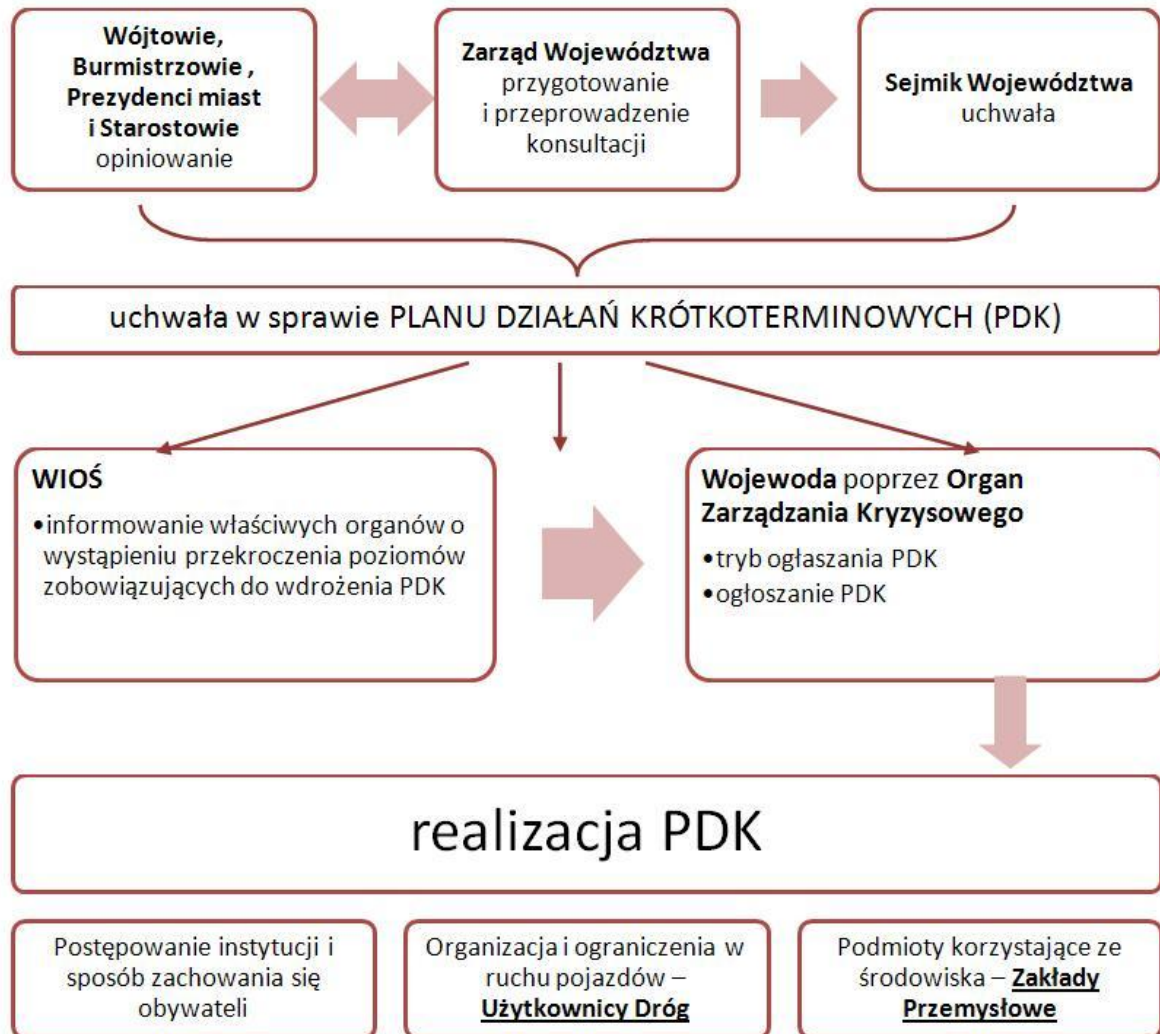 Wójtowie,
Burmistrzowie ,
Prezydenci miast
i Starostowie
opiniowanie
Zarząd Województwa
przygotowanie
i przeprowadzenie
konsultacji
Sejmik Województwa
uchwała
uchwała w sprawie PLANU DZIAŁAŃ KRÓTKOTERMINOWYCH (PDK)
WIOŚ
•informowanie właściwych organów o
wystąpieniu przekroczenia poziomów
zobowiązujących do wdrożenia PDK
Wojewoda poprzez Organ
Zarządzania Kryzysowego
•tryb ogłaszania PDK
•ogłoszanie PDK
realizacja PDK
Postępowanie instytucji i
sposób zachowania się
obywateli
Organizacja i ograniczenia w
ruchu pojazdów –
Użytkownicy Dróg
Podmioty korzystające ze
środowiska – Zakłady
Przemysłowe